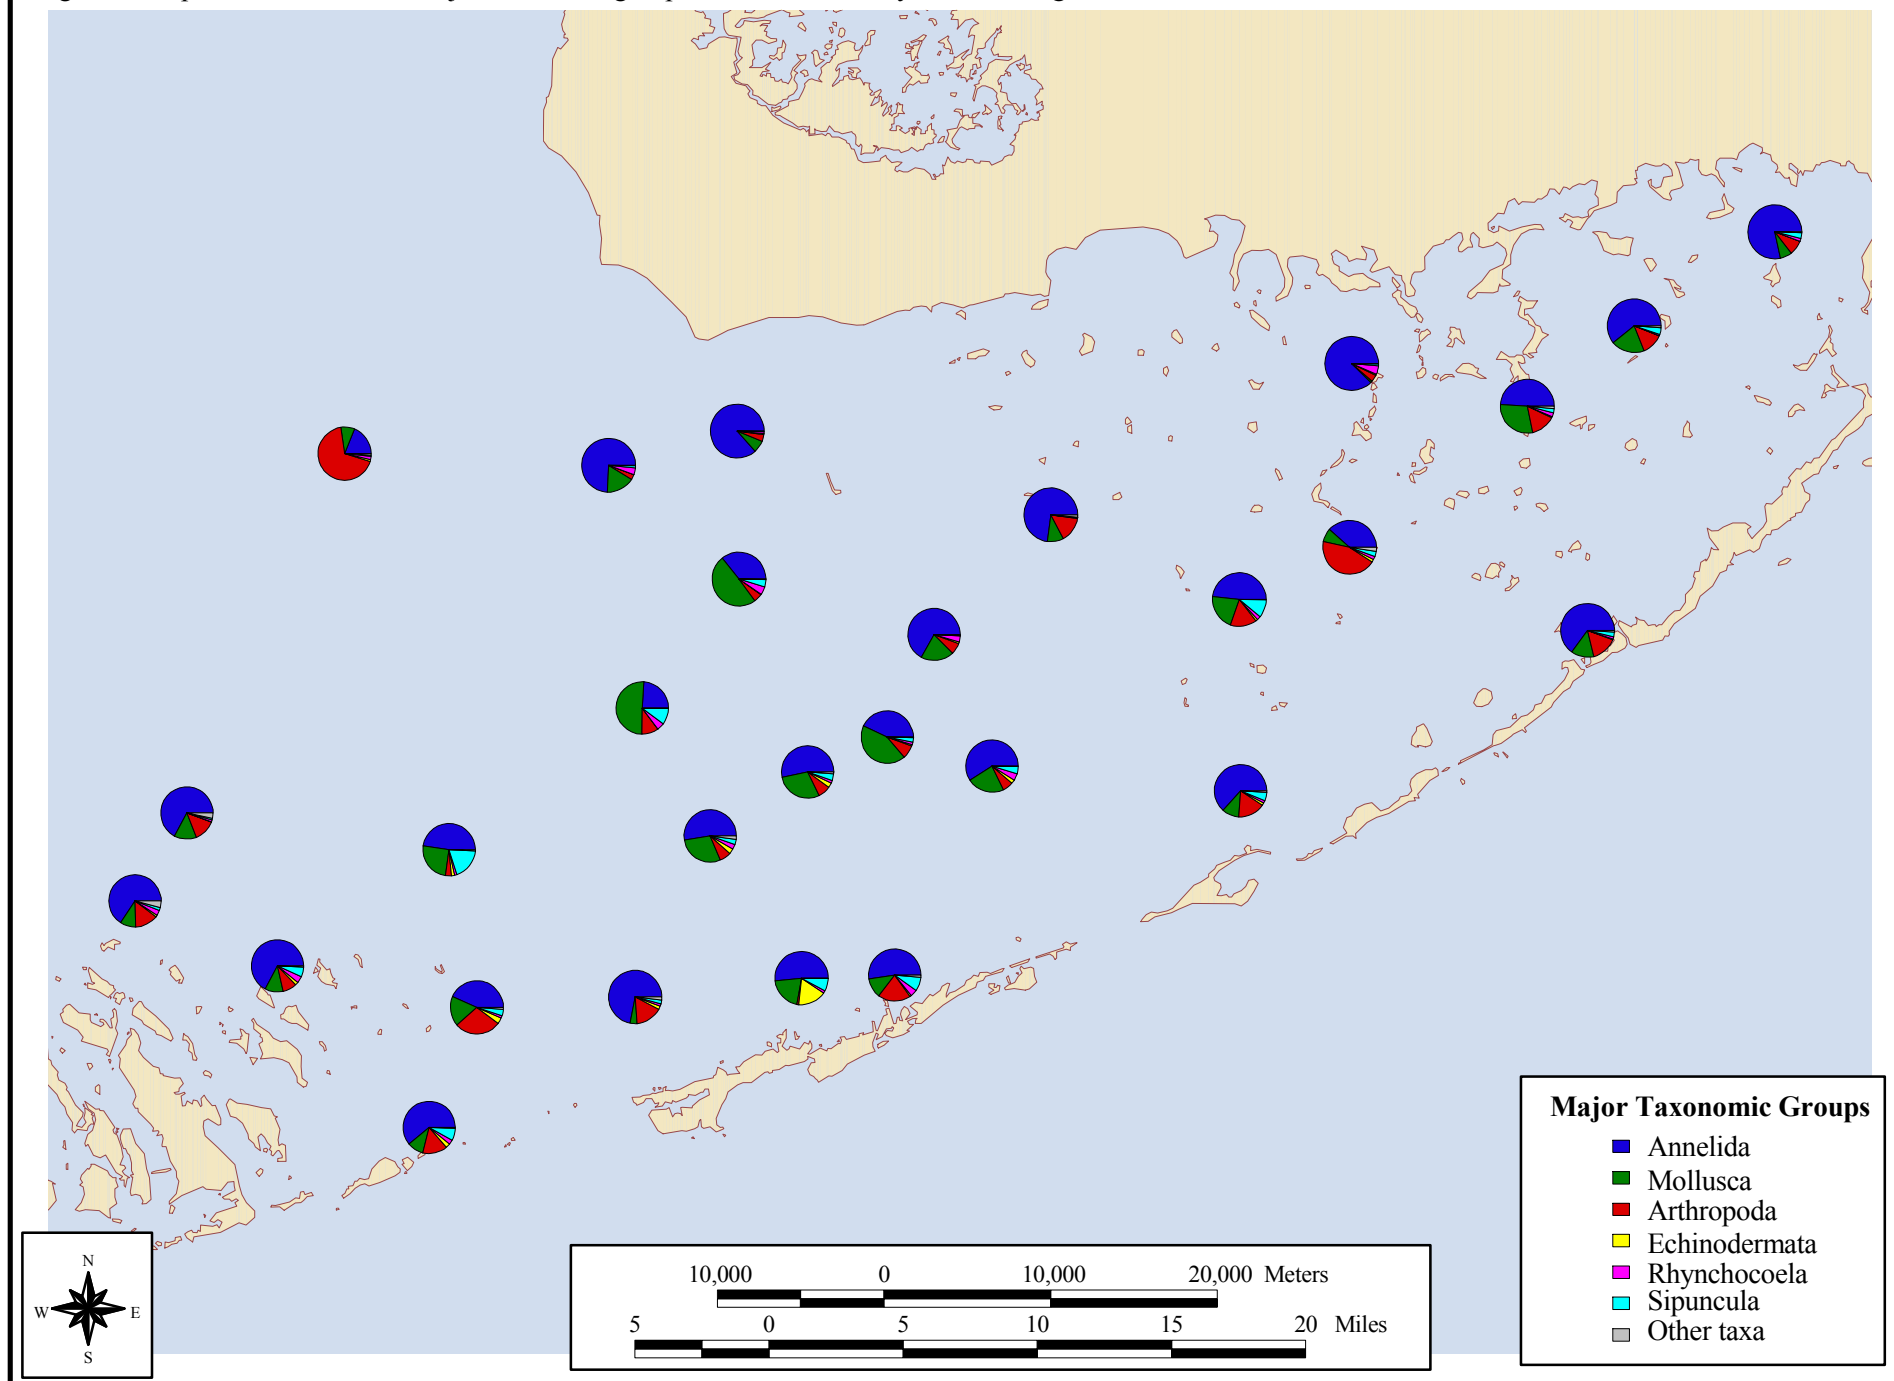 Major Taxonomic Groups
Annelida
Mollusca
Arthropoda
Echinodermata
Rhynchocoela
Sipuncula
Other taxa
N
W E
S
10,000 0 10,000 20,000 Meters
5 0 5 10 15 20 Miles